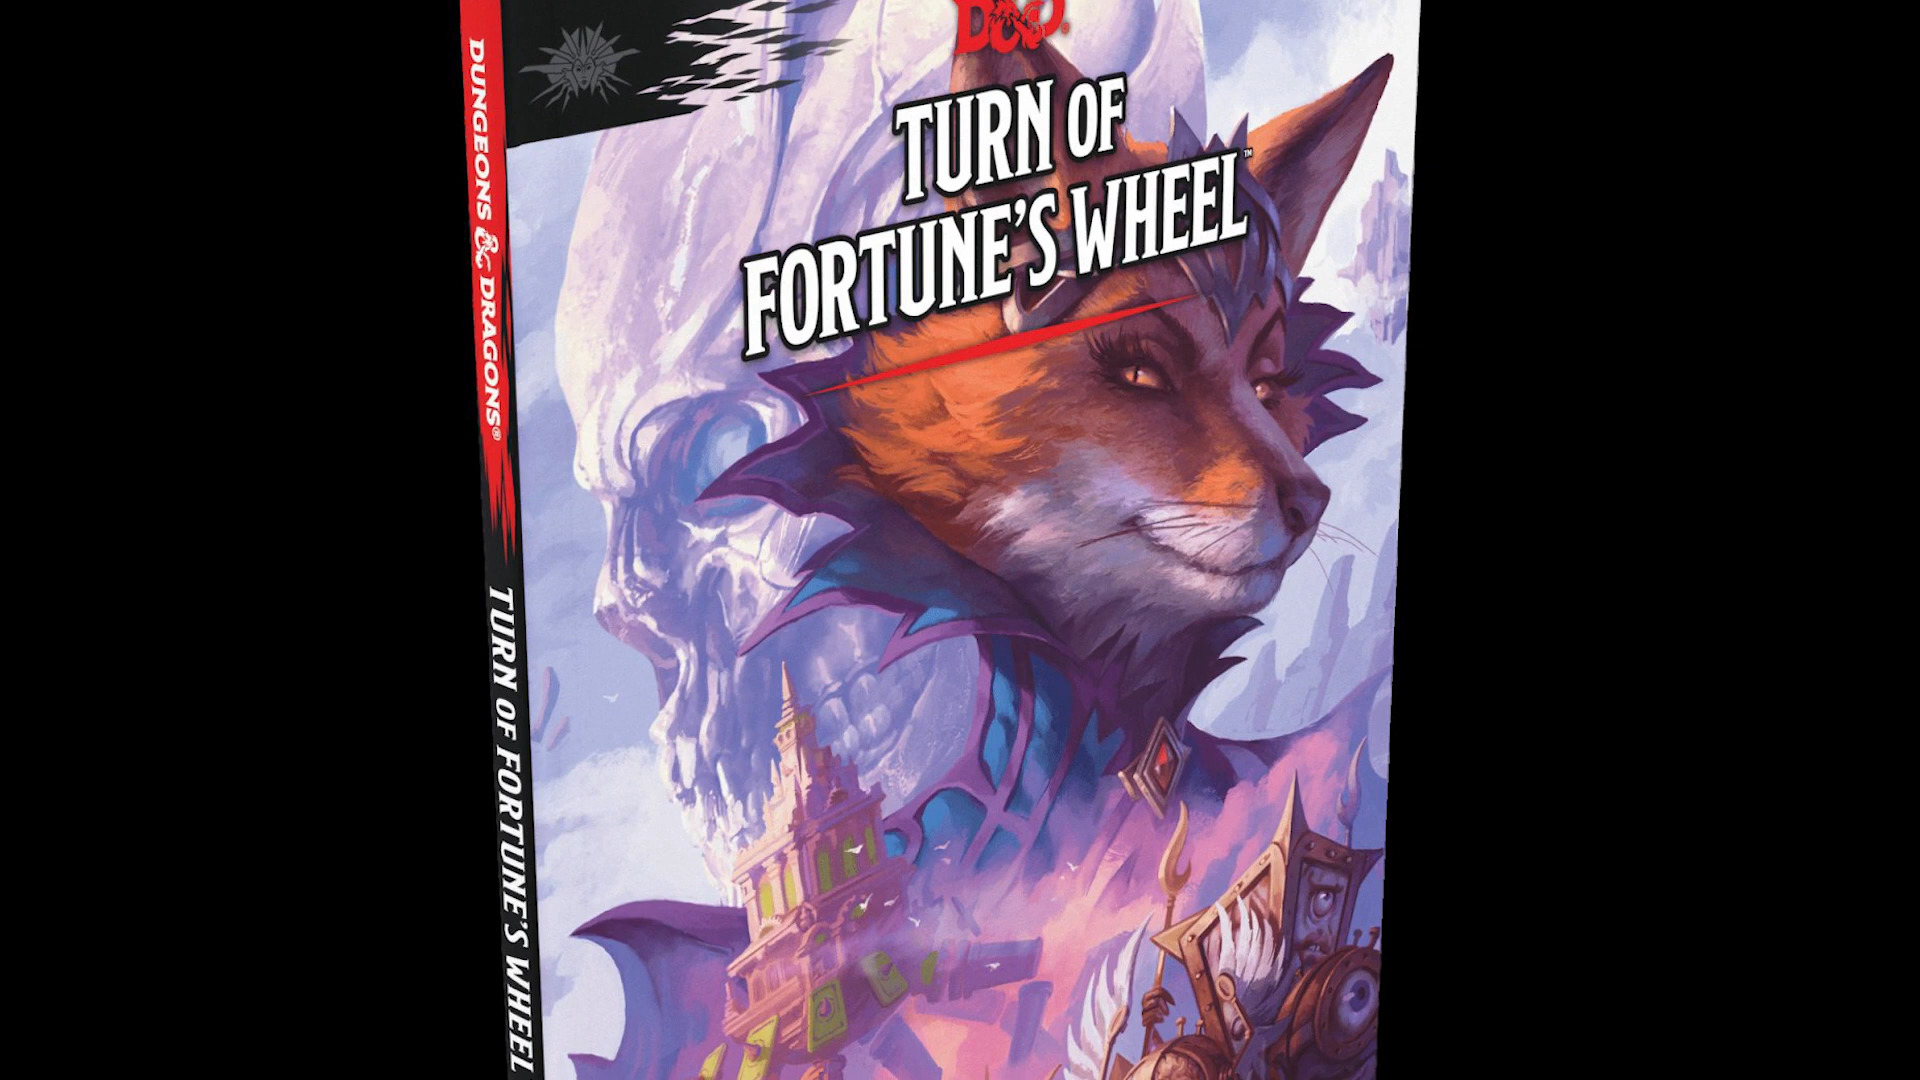 D&D®
TURN OF
FORTUNE'S WHEEL™
DUNGEONS & DRAGONS®
TURN OF FORTUNE'S WHEEL